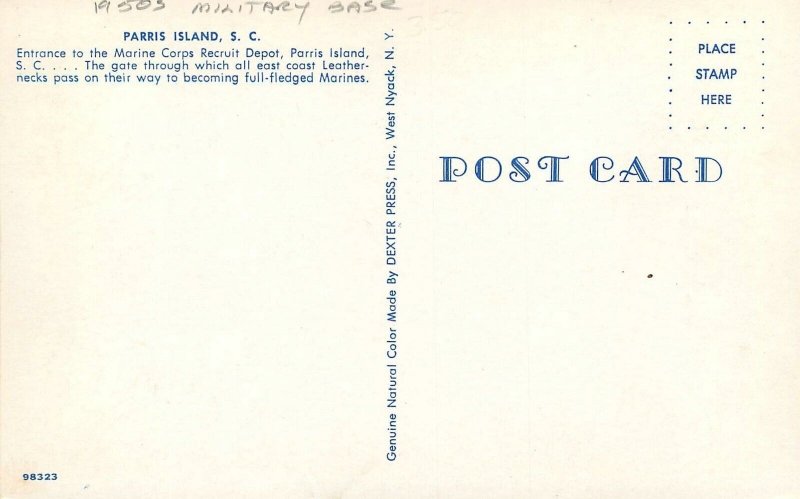 1950s MILITARY BASE
PARRIS ISLAND, S. C.
Entrance to the Marine Corps Recruit Depot, Parris Island,
S. C. . . . The gate through which all east coast Leather-
necks pass on their way to becoming full-fledged Marines.
Genuine Natural Color Made By DEXTER PRESS, Inc., West Nyack, N. Y.
PLACE
STAMP
HERE
POST CARD
98323